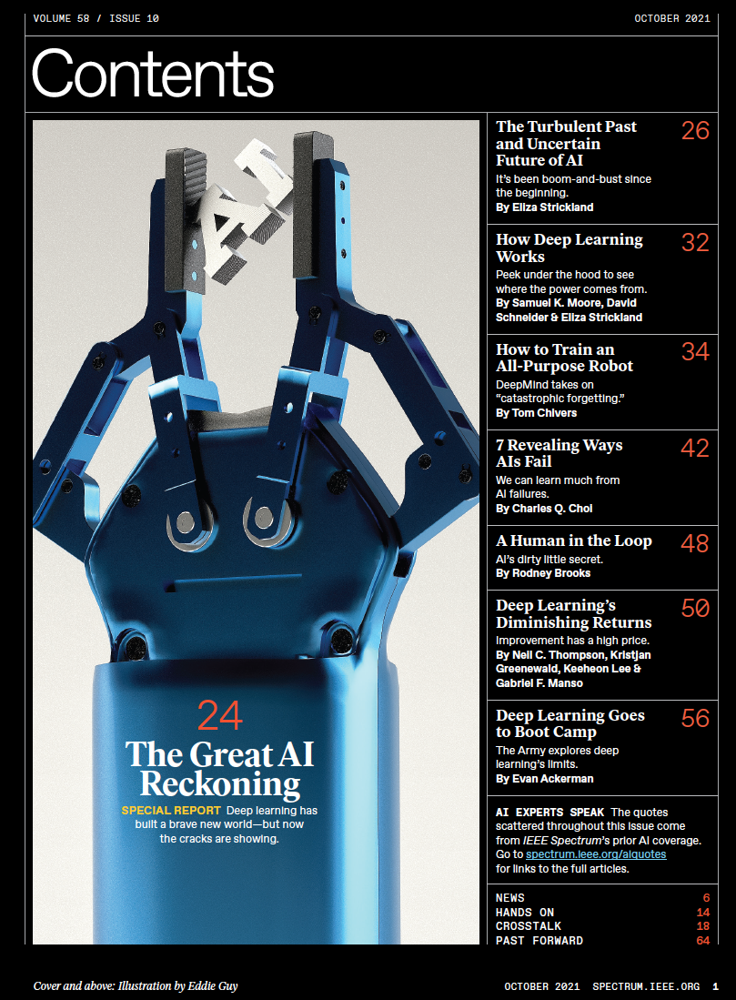 VOLUME 58 / ISSUE 10
OCTOBER 2021
Contents
AI
24
The Great AI
Reckoning
SPECIAL REPORT Deep learning has
built a brave new world—but now
the cracks are showing.
The Turbulent Past
and Uncertain
Future of AI
26
It's been boom-and-bust since
the beginning.
By Eliza Strickland
How Deep Learning
Works
32
Peek under the hood to see
where the power comes from.
By Samuel K. Moore, David
Schneider & Eliza Strickland
How to Train an
All-Purpose Robot
34
DeepMind takes on
“catastrophic forgetting.”
By Tom Chivers
7 Revealing Ways
AIs Fail
42
We can learn much from
AI failures.
By Charles Q. Choi
A Human in the Loop
48
AI's dirty little secret.
By Rodney Brooks
Deep Learning’s
Diminishing Returns
50
Improvement has a high price.
By Neil C. Thompson, Kristjan
Greenewald, Keeheon Lee &
Gabriel F. Manso
Deep Learning Goes
to Boot Camp
56
The Army explores deep
learning's limits.
By Evan Ackerman
AI EXPERTS SPEAK The quotes
scattered throughout this issue come
from IEEE Spectrum's prior AI coverage.
Go to spectrum.ieee.org/aiquotes
for links to the full articles.
NEWS 6
HANDS ON 14
CROSSTALK 18
PAST FORWARD 64
Cover and above: Illustration by Eddie Guy
OCTOBER 2021 SPECTRUM.IEEE.ORG 1